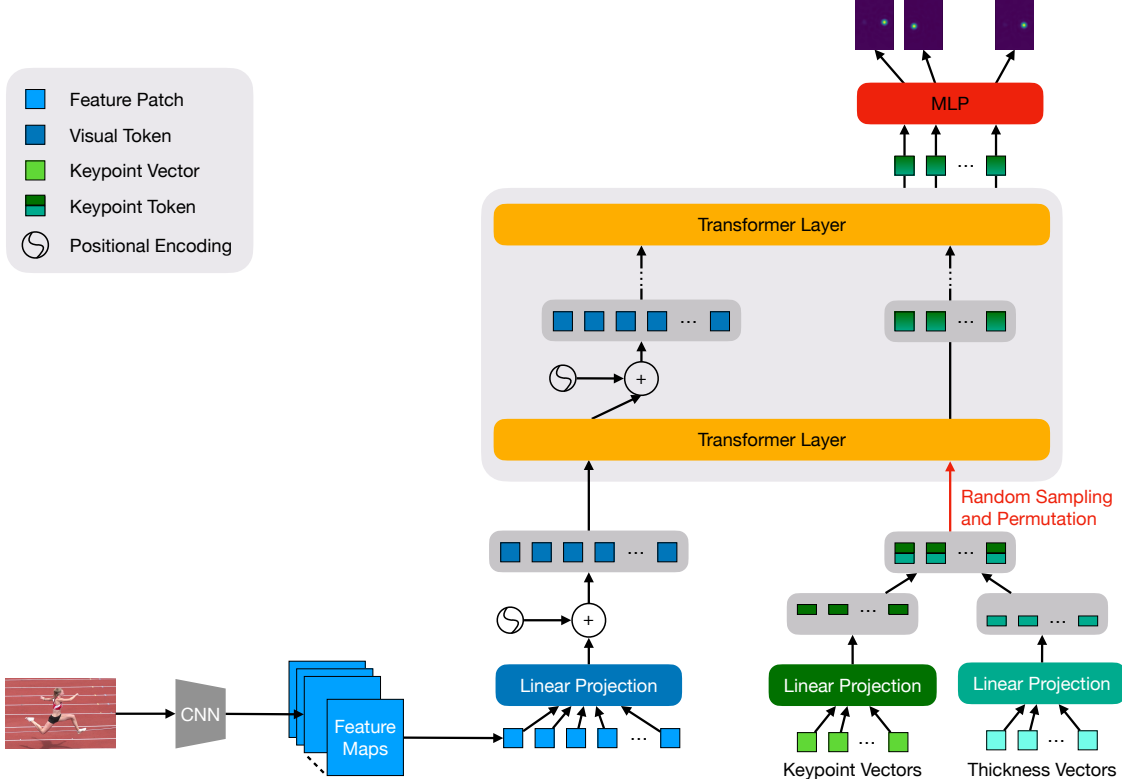 Feature Patch
Visual Token
Keypoint Vector
Keypoint Token
Positional Encoding
MLP
...
Transformer Layer
...
...
+
Transformer Layer
Random Sampling
and Permutation
...
...
+
...
...
Linear Projection
Linear Projection
Linear Projection
CNN
Feature
Maps
...
...
...
Keypoint Vectors
Thickness Vectors